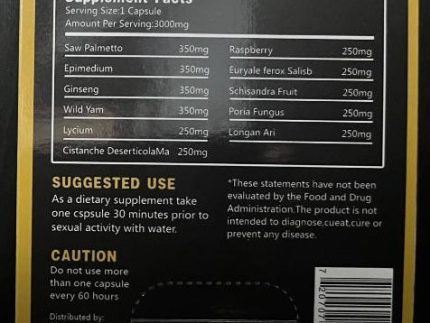 Supplement Facts
Serving Size:1 Capsule
Amount Per Serving:3000mg
Saw Palmetto 350mg
Epimedium 350mg
Ginseng 350mg
Wild Yam 350mg
Lycium 250mg
Cistanche DeserticolaMa 250mg
Raspberry 250mg
Euryale ferox Salisb 250mg
Schisandra Fruit 250mg
Poria Fungus 250mg
Longan Ari 250mg
SUGGESTED USE
As a dietary supplement take
one cspsule 30 minutes prior to
sexual activity with water.
CAUTION
Do not use more
than one capsule
every 60 hours
Distributed by:
*These statements have not been
evaluated by the Food and Drug
Administration.The product is not
intended to diagnose,cueat,cure or
prevent any disease.